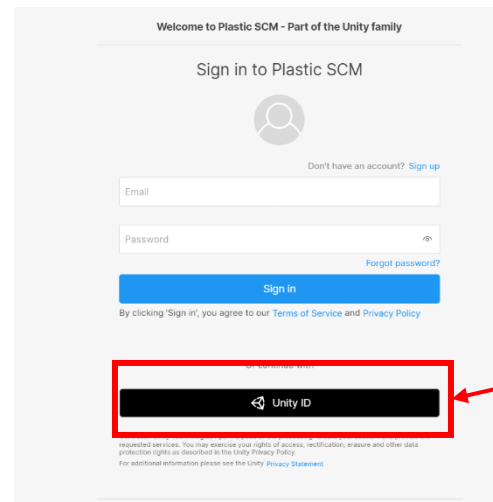 Welcome to Plastic SCM - Part of the Unity family
Sign in to Plastic SCM
Don't have an account? Sign up
Email
Password
Forgot password?
Sign in
By clicking 'Sign in', you agree to our Terms of Service and Privacy Policy
Or continue with
Unity ID
requested services. You may exercise your rights of access, rectification, erasure and other data
protection rights as described in the Unity Privacy Policy.
For additional information please see the Unity Privacy Statement